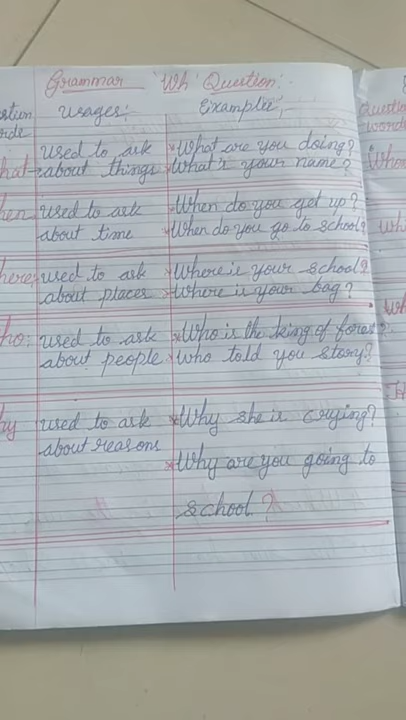 Grammar 'Wh' Question:
Usages: Examples,
used to ask × What are you doing?
about things × What's your name?
used to ask When do you get up?
about time × When do you go to school?
used to ask × Where is your school?
about places × Where is your bag?
used to ask × Who is the king of forest?
about people × Who told you story?
used to ask × Why she is crying?
about reasons
× Why are you going to
school?